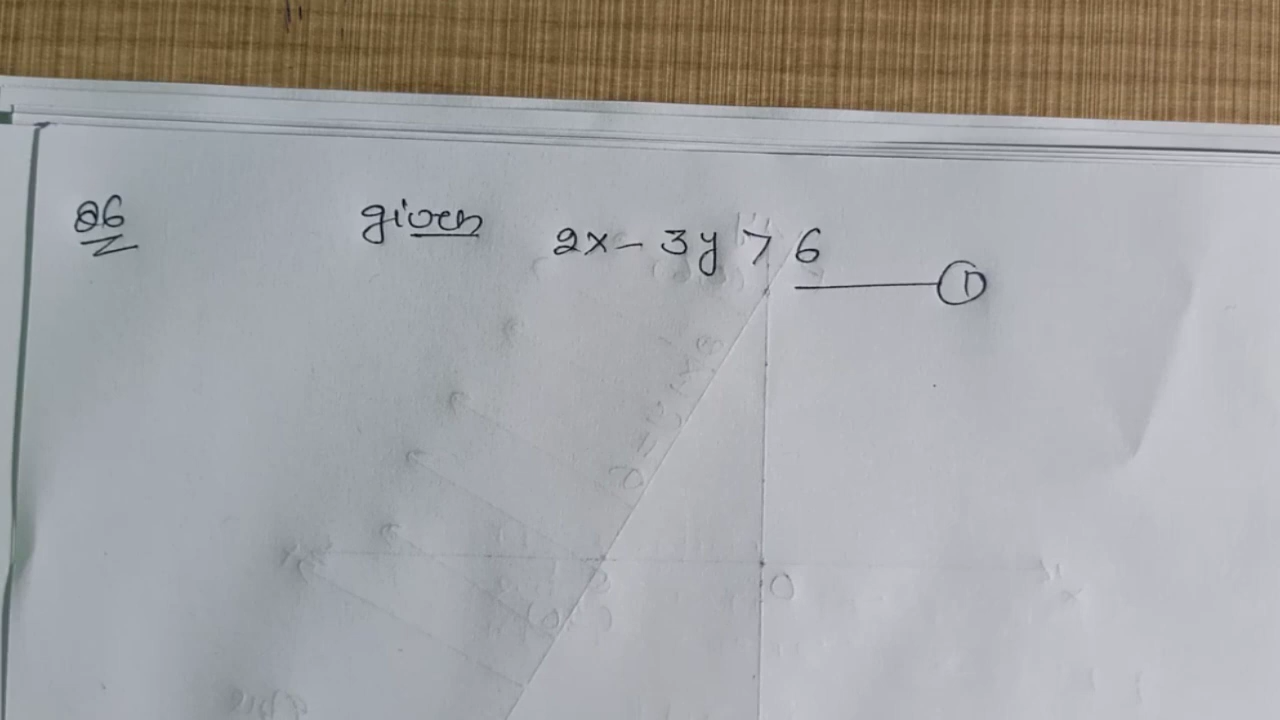 Q6 given 2x - 3y > 6 ——— ①